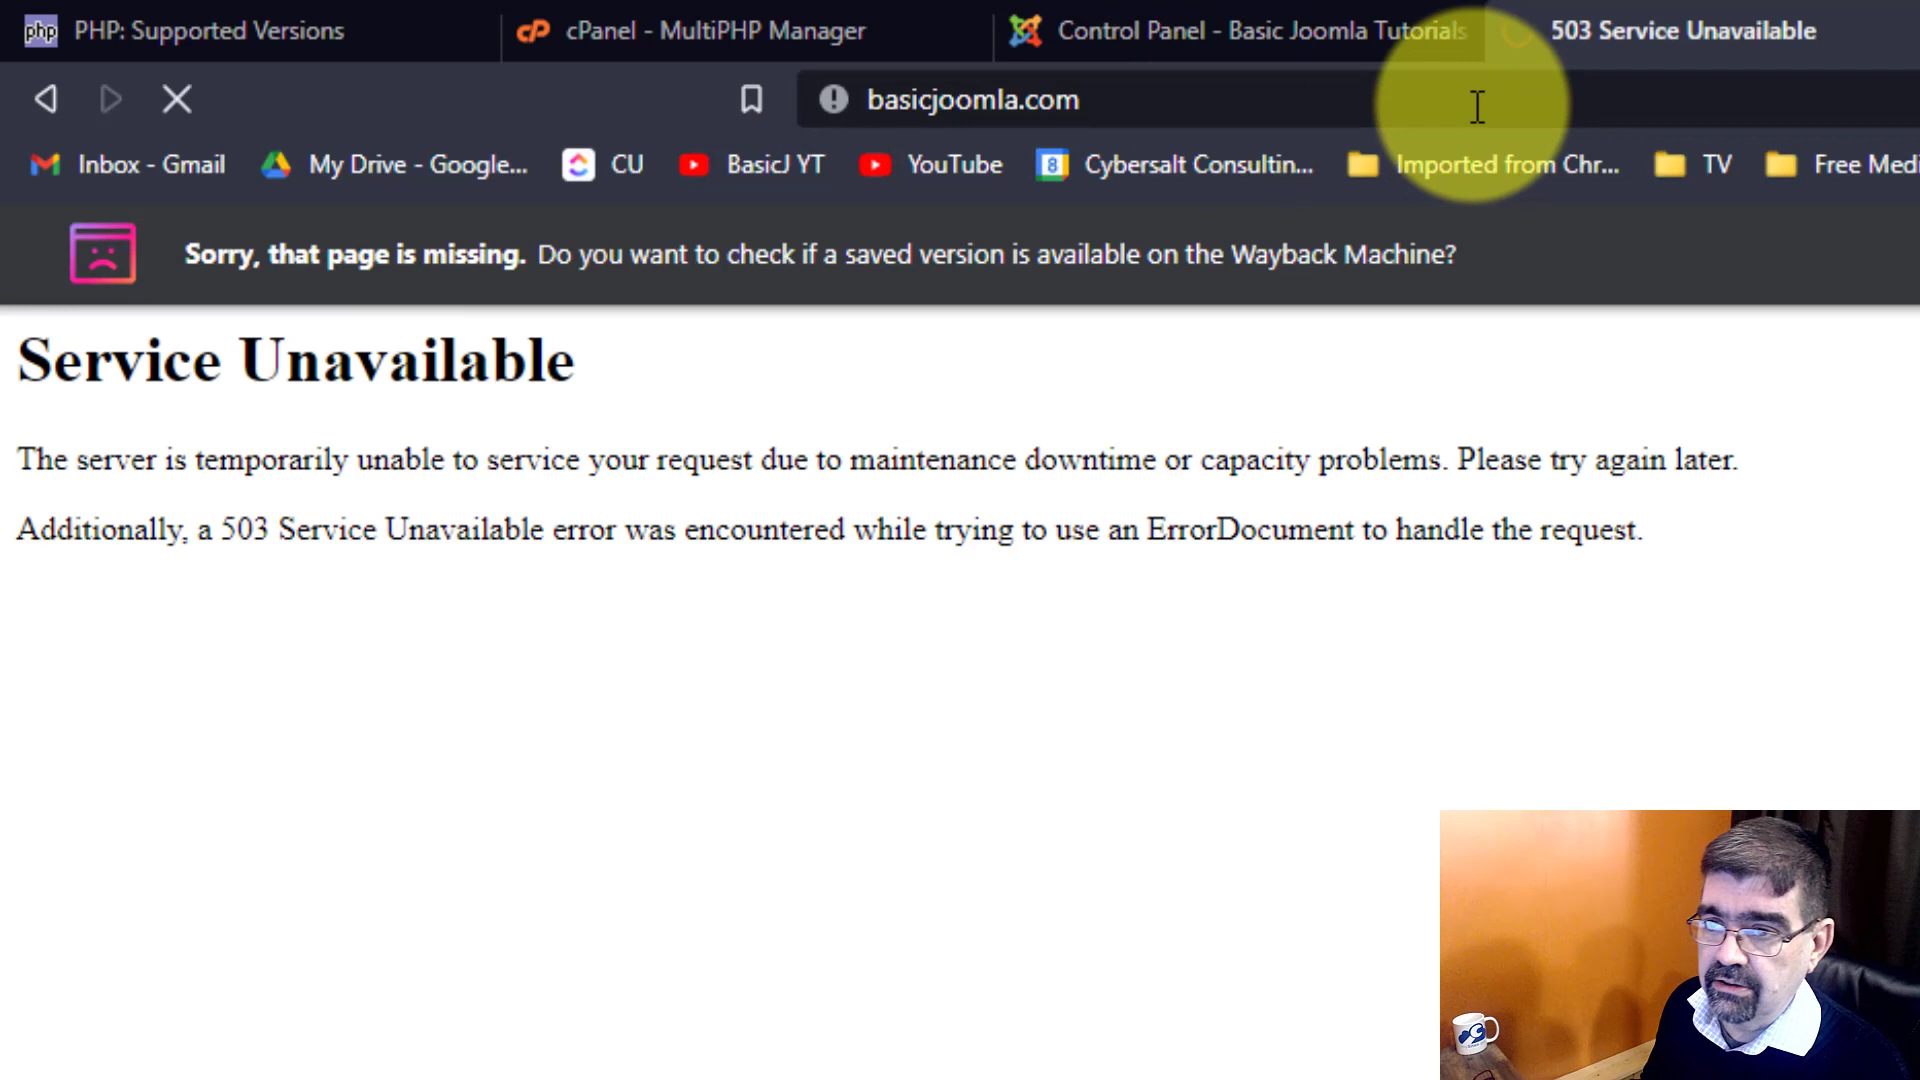 php PHP: Supported Versions
cP cPanel - MultiPHP Manager
Control Panel - Basic Joomla Tutorials
503 Service Unavailable
basicjoomla.com
Inbox - Gmail
My Drive - Google...
CU
BasicJ YT
YouTube
8 Cybersalt Consultin...
Imported from Chr...
TV
Free Medi
Sorry, that page is missing. Do you want to check if a saved version is available on the Wayback Machine?
Service Unavailable
The server is temporarily unable to service your request due to maintenance downtime or capacity problems. Please try again later.
Additionally, a 503 Service Unavailable error was encountered while trying to use an ErrorDocument to handle the request.